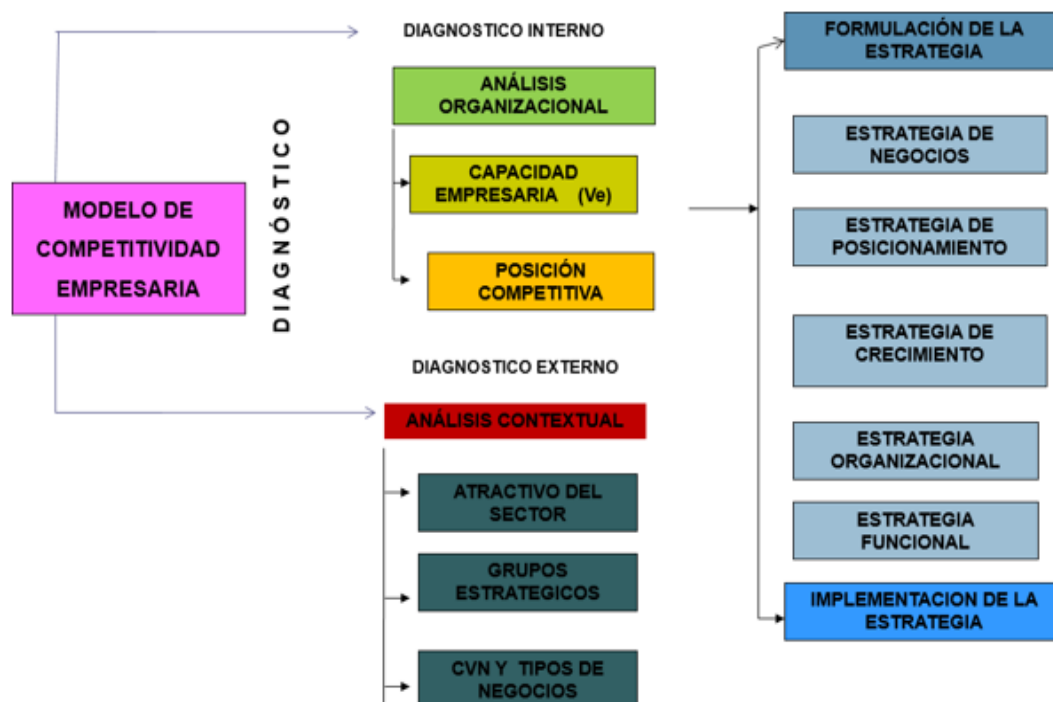 MODELO DE
COMPETITIVIDAD
EMPRESARIA
DIAGNÓSTICO
DIAGNOSTICO INTERNO
ANÁLISIS
ORGANIZACIONAL
CAPACIDAD
EMPRESARIA (Ve)
POSICIÓN
COMPETITIVA
DIAGNOSTICO EXTERNO
ANÁLISIS CONTEXTUAL
ATRACTIVO DEL
SECTOR
GRUPOS
ESTRATEGICOS
CVN Y TIPOS DE
NEGOCIOS
FORMULACIÓN DE LA
ESTRATEGIA
ESTRATEGIA DE
NEGOCIOS
ESTRATEGIA DE
POSICIONAMIENTO
ESTRATEGIA DE
CRECIMIENTO
ESTRATEGIA
ORGANIZACIONAL
ESTRATEGIA
FUNCIONAL
IMPLEMENTACION DE LA
ESTRATEGIA